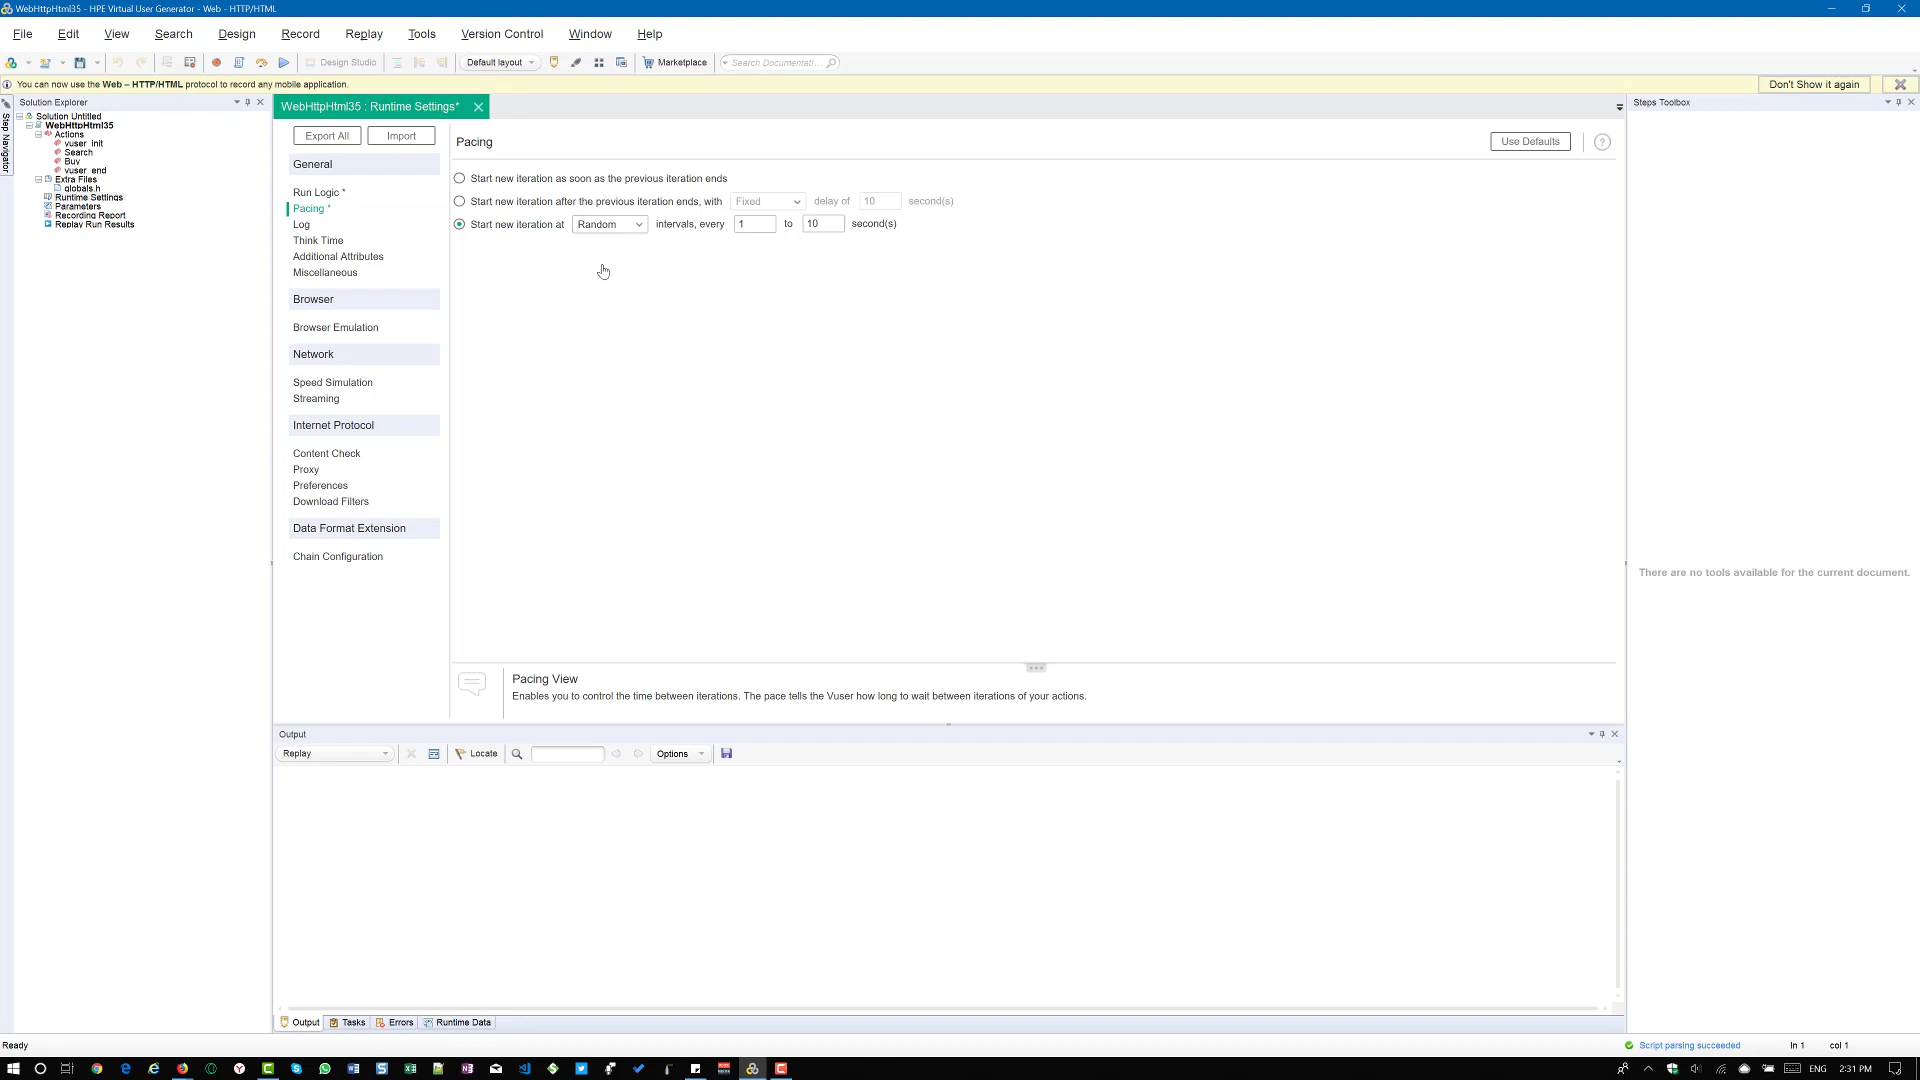 WebHttpHtml35 - HPE Virtual User Generator - Web - HTTP/HTML
File Edit View Search Design Record Replay Tools Version Control Window Help
Design Studio Default layout Marketplace Search Documentati...
You can now use the Web – HTTP/HTML protocol to record any mobile application. Don't Show it again
Step Navigator
Solution Explorer
Solution Untitled
WebHttpHtml35
Actions
vuser_init
Search
Buy
vuser_end
Extra Files
globals.h
Runtime Settings
Parameters
Recording Report
Replay Run Results
WebHttpHtml35 : Runtime Settings*
Export All Import
General
Run Logic *
Pacing *
Log
Think Time
Additional Attributes
Miscellaneous
Browser
Browser Emulation
Network
Speed Simulation
Streaming
Internet Protocol
Content Check
Proxy
Preferences
Download Filters
Data Format Extension
Chain Configuration
Pacing Use Defaults ?
Start new iteration as soon as the previous iteration ends
Start new iteration after the previous iteration ends, with Fixed delay of 10 second(s)
Start new iteration at Random intervals, every 1 to 10 second(s)
Pacing View
Enables you to control the time between iterations. The pace tells the Vuser how long to wait between iterations of your actions.
Steps Toolbox
There are no tools available for the current document.
Output
Replay Locate Options
Output Tasks Errors Runtime Data
Ready Script parsing succeeded ln 1 col 1
ENG 2:31 PM